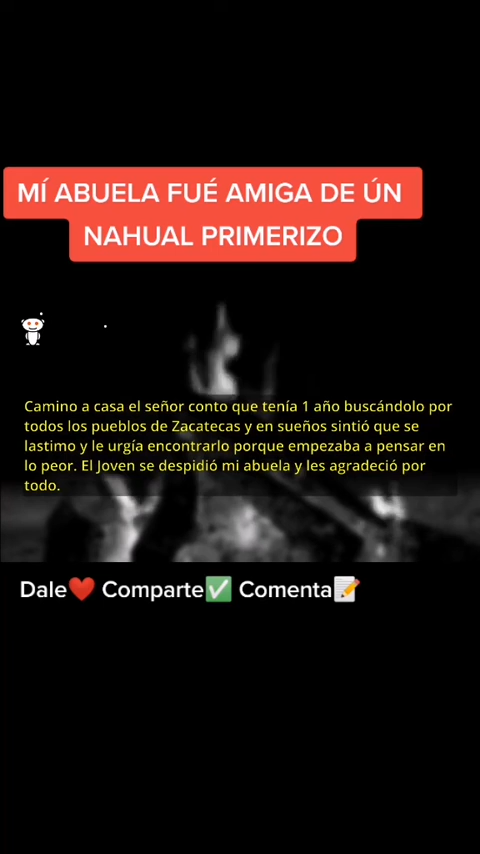 MÍ ABUELA FUÉ AMIGA DE ÚN
NAHUAL PRIMERIZO
Camino a casa el señor conto que tenía 1 año buscándolo por
todos los pueblos de Zacatecas y en sueños sintió que se
lastimo y le urgía encontrarlo porque empezaba a pensar en
lo peor. El Joven se despidió mi abuela y les agradeció por
todo.
Dale❤️ Comparte✅ Comenta📝